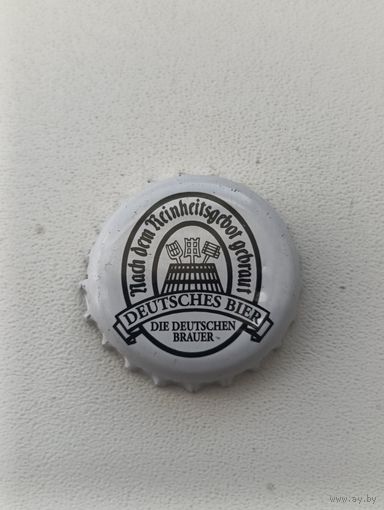 Nach dem Reinheitsgebot gebraut
DEUTSCHES BIER
DIE DEUTSCHEN
BRAUER
www.ay.by